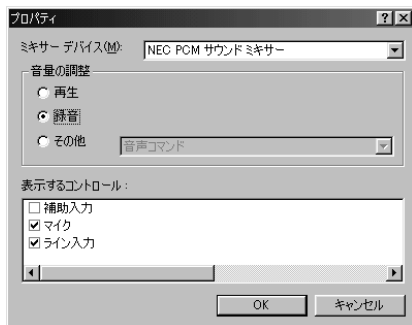 プロパティ
ミキサー デバイス(M): NEC PCM サウンド ミキサー
音量の調整
再生
録音
その他 音声コマンド
表示するコントロール :
補助入力
マイク
ライン入力
OK キャンセル